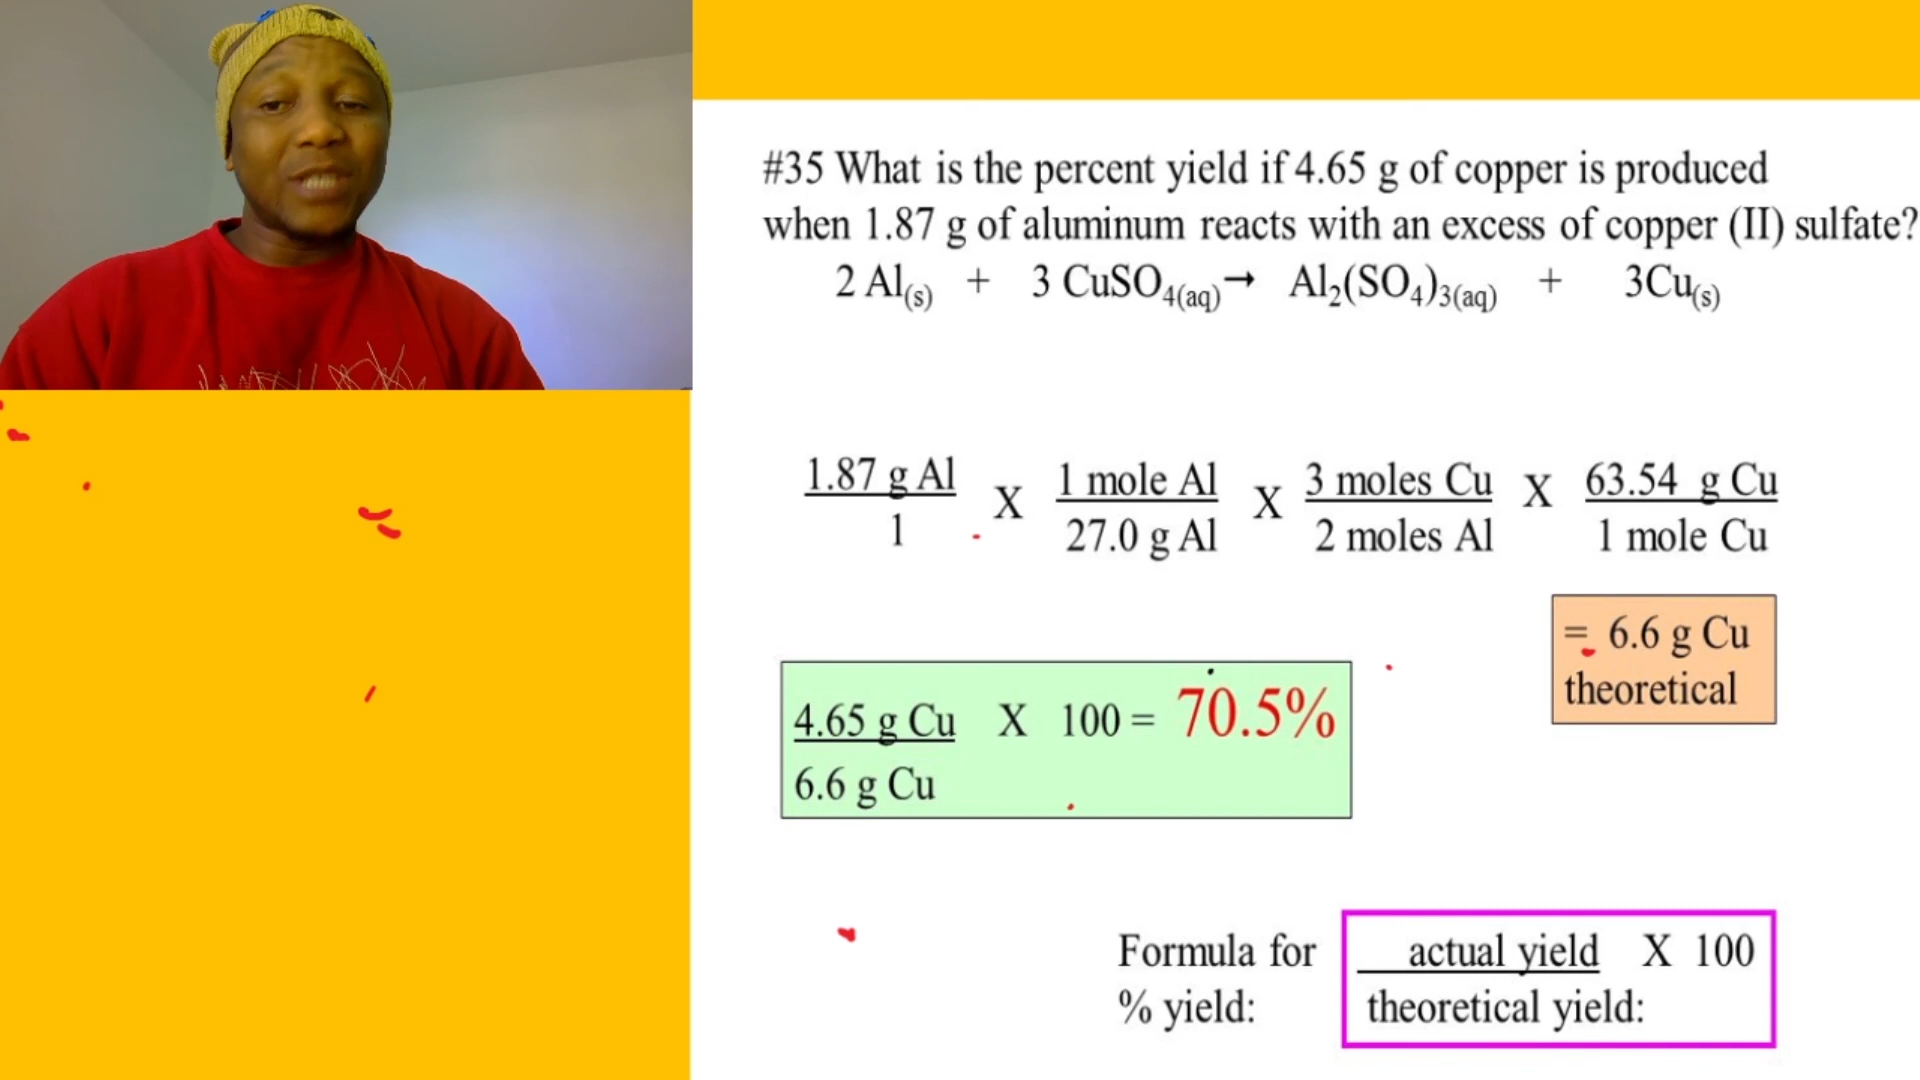 #35 What is the percent yield if 4.65 g of copper is produced
when 1.87 g of aluminum reacts with an excess of copper (II) sulfate?
2 Al(s) + 3 CuSO4(aq) → Al2(SO4)3(aq) + 3Cu(s)
1.87 g Al X 1 mole Al X 3 moles Cu X 63.54 g Cu
1 27.0 g Al 2 moles Al 1 mole Cu
= 6.6 g Cu
theoretical
4.65 g Cu X 100 = 70.5%
6.6 g Cu
Formula for
% yield:
actual yield X 100
theoretical yield: